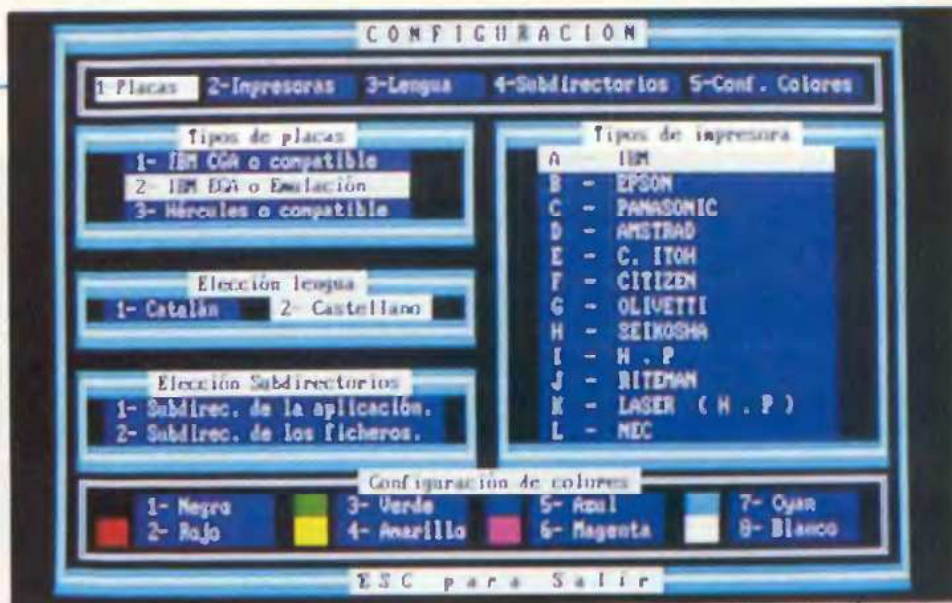 CONFIGURACION
1-Placas 2-Impresoras 3-Lengua 4-Subdirectorios 5-Conf. Colores
Tipos de placas
1- IBM CGA o compatible
2- IBM EGA o Emulación
3- Hércules o compatible
Elección lengua
1- Catalán 2- Castellano
Elección Subdirectorios
1- Subdirec. de la aplicación.
2- Subdirec. de los ficheros.
Tipos de impresora
A - IBM
B - EPSON
C - PANASONIC
D - AMSTRAD
E - C. ITOH
F - CITIZEN
G - OLIVETTI
H - SEIKOSHA
I - H . P
J - RITEMAN
K - LASER ( H . P )
L - NEC
Configuración de colores
1- Negro 3- Verde 5- Azul 7- Cyan
2- Rojo 4- Amarillo 6- Magenta 8- Blanco
ESC para Salir